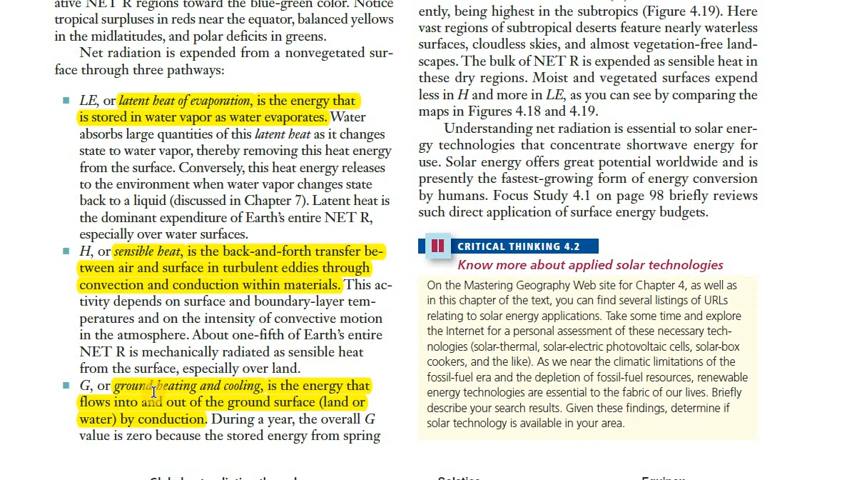 ative NET R regions toward the blue-green color. Notice
tropical surpluses in reds near the equator, balanced yellows
in the midlatitudes, and polar deficits in greens.
Net radiation is expended from a nonvegetated sur-
face through three pathways:
LE, or latent heat of evaporation, is the energy that
is stored in water vapor as water evaporates. Water
absorbs large quantities of this latent heat as it changes
state to water vapor, thereby removing this heat energy
from the surface. Conversely, this heat energy releases
to the environment when water vapor changes state
back to a liquid (discussed in Chapter 7). Latent heat is
the dominant expenditure of Earth's entire NET R,
especially over water surfaces.
H, or sensible heat, is the back-and-forth transfer be-
tween air and surface in turbulent eddies through
convection and conduction within materials. This ac-
tivity depends on surface and boundary-layer tem-
peratures and on the intensity of convective motion
in the atmosphere. About one-fifth of Earth's entire
NET R is mechanically radiated as sensible heat
from the surface, especially over land.
G, or ground heating and cooling, is the energy that
flows into and out of the ground surface (land or
water) by conduction. During a year, the overall G
value is zero because the stored energy from spring
ently, being highest in the subtropics (Figure 4.19). Here
vast regions of subtropical deserts feature nearly waterless
surfaces, cloudless skies, and almost vegetation-free land-
scapes. The bulk of NET R is expended as sensible heat in
these dry regions. Moist and vegetated surfaces expend
less in H and more in LE, as you can see by comparing the
maps in Figures 4.18 and 4.19.
Understanding net radiation is essential to solar ener-
gy technologies that concentrate shortwave energy for
use. Solar energy offers great potential worldwide and is
presently the fastest-growing form of energy conversion
by humans. Focus Study 4.1 on page 98 briefly reviews
such direct application of surface energy budgets.
CRITICAL THINKING 4.2
Know more about applied solar technologies
On the Mastering Geography Web site for Chapter 4, as well as
in this chapter of the text, you can find several listings of URLs
relating to solar energy applications. Take some time and explore
the Internet for a personal assessment of these necessary tech-
nologies (solar-thermal, solar-electric photovoltaic cells, solar-box
cookers, and the like). As we near the climatic limitations of the
fossil-fuel era and the depletion of fossil-fuel resources, renewable
energy technologies are essential to the fabric of our lives. Briefly
describe your search results. Given these findings, determine if
solar technology is available in your area.